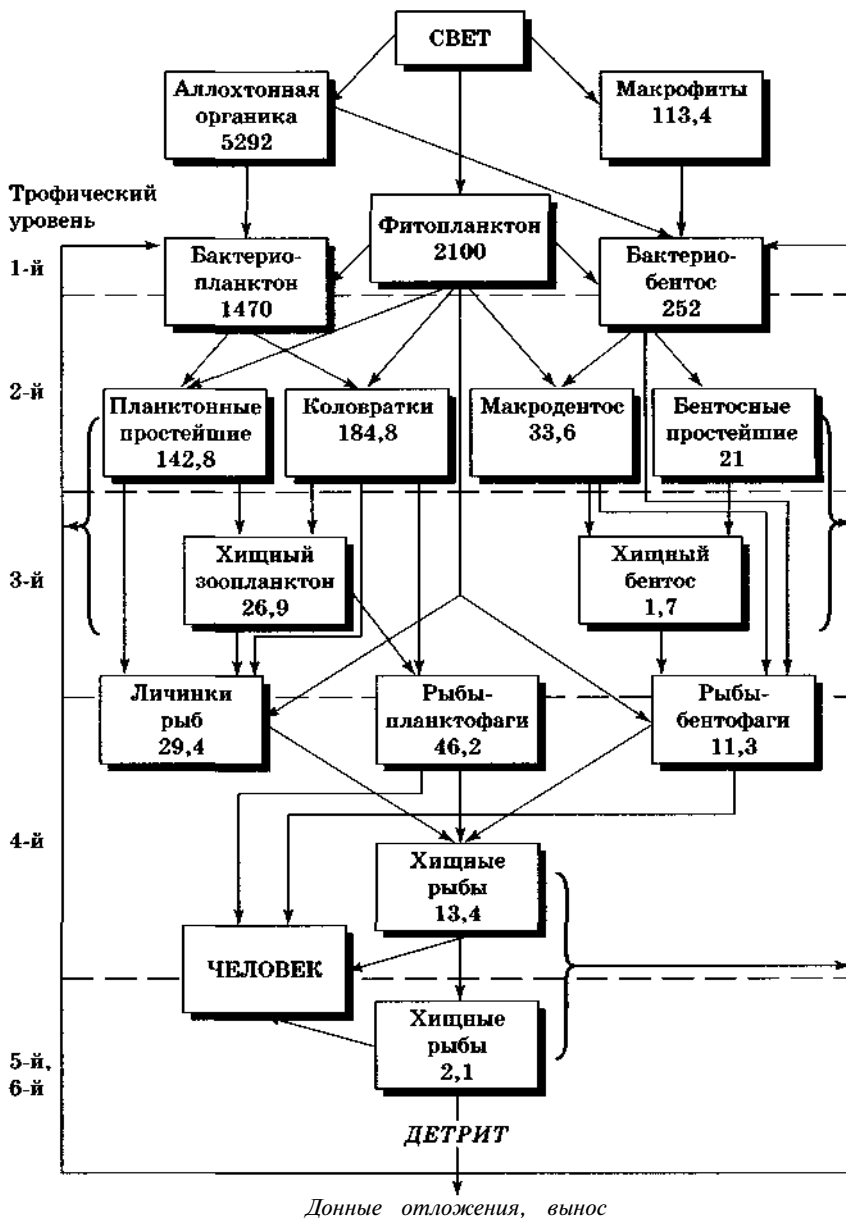 СВЕТ
Аллохтонная
органика
5292
Макрофиты
113,4
Трофический
уровень
Фитопланктон
2100
1-й
Бактерио-
планктон
1470
Бактерио-
бентос
252
2-й
Планктонные
простейшие
142,8
Коловратки
184,8
Макродентос
33,6
Бентосные
простейшие
21
3-й
Хищный
зоопланктон
26,9
Хищный
бентос
1,7
Личинки
рыб
29,4
Рыбы-
планктофаги
46,2
Рыбы-
бентофаги
11,3
4-й
Хищные
рыбы
13,4
ЧЕЛОВЕК
5-й,
6-й
Хищные
рыбы
2,1
ДЕТРИТ
Донные отложения, вынос